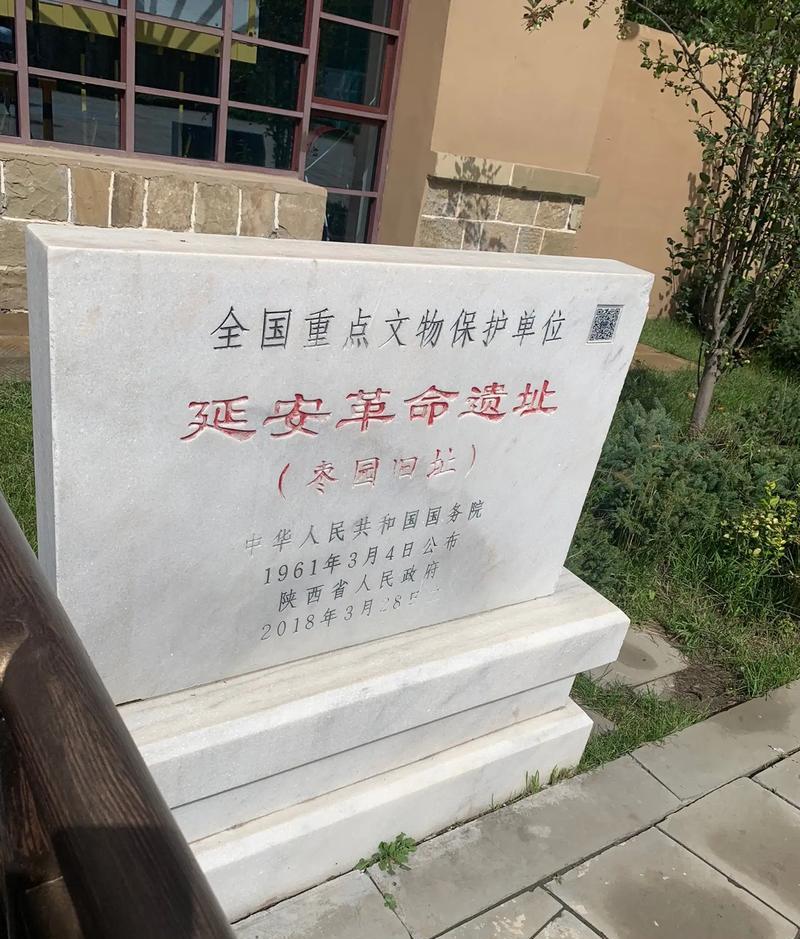 全国重点文物保护单位
延安革命遗址
（枣园旧址）
中华人民共和国国务院
1961年3月4日公布
陕西省人民政府
2018年3月28日